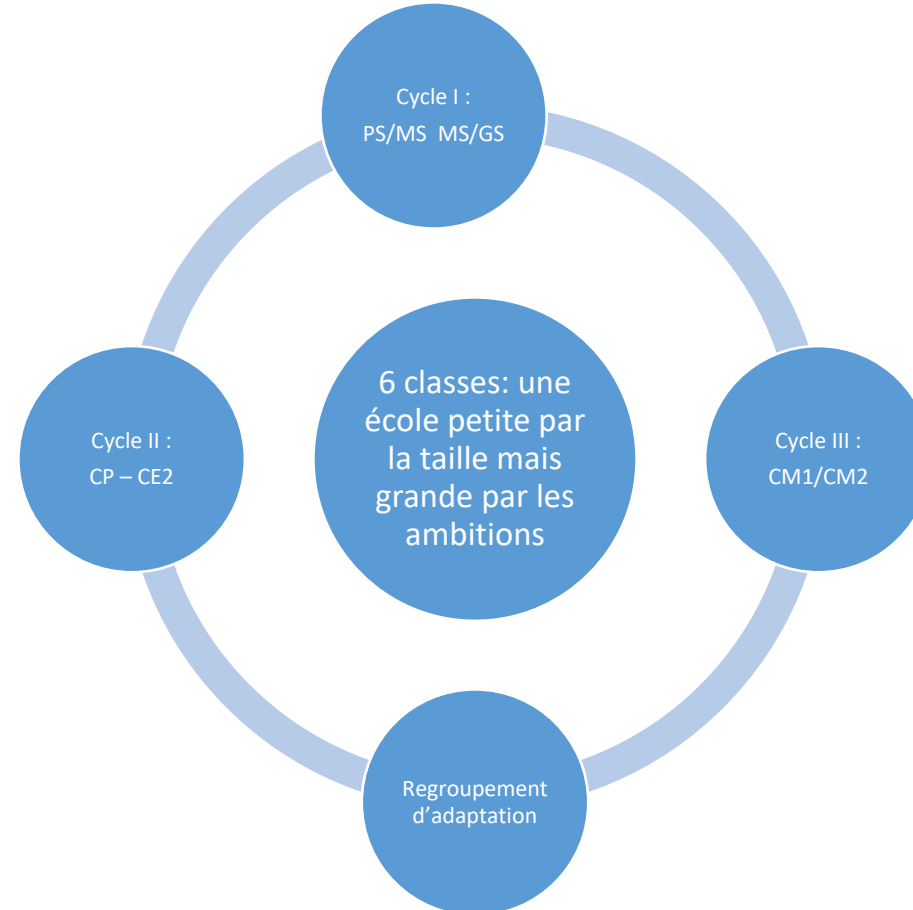 Cycle I :
PS/MS  MS/GS
6 classes: une
école petite par
la taille mais
grande par les
ambitions
Cycle II :
CP – CE2
Cycle III :
CM1/CM2
Regroupement
d’adaptation